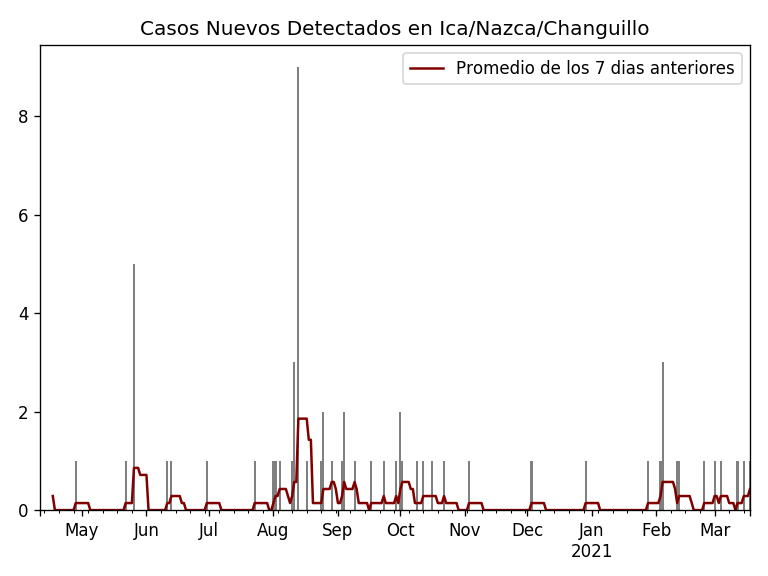 Casos Nuevos Detectados en Ica/Nazca/Changuillo
Promedio de los 7 dias anteriores
8
6
4
2
0
May Jun Jul Aug Sep Oct Nov Dec Jan Feb Mar
2021